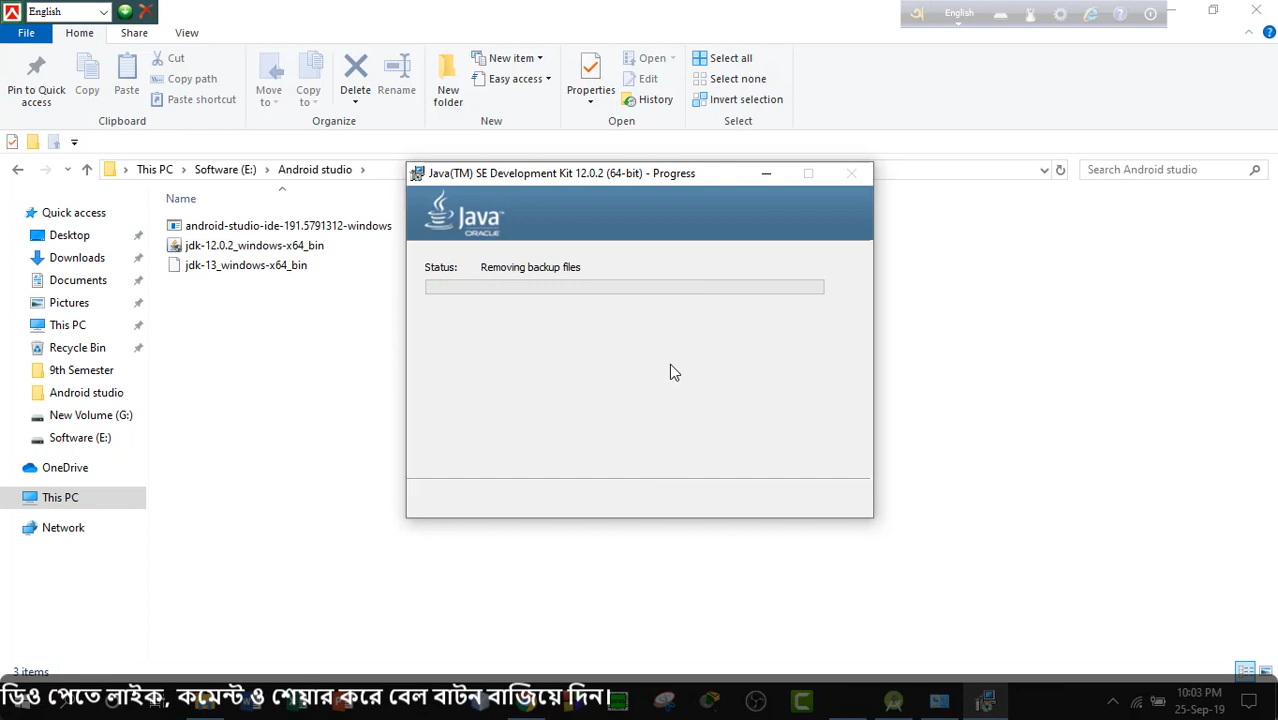 English
English
File
Home
Share
View
Pin to Quick
access
Copy
Paste
Cut
Copy path
Paste shortcut
Clipboard
Move
to
Copy
to
Delete
Rename
Organize
New
folder
New item
Easy access
New
Properties
Open
Edit
History
Open
Select all
Select none
Invert selection
Select
This PC
Software (E:)
Android studio
Search Android studio
Quick access
Desktop
Downloads
Documents
Pictures
This PC
Recycle Bin
9th Semester
Android studio
New Volume (G:)
Software (E:)
OneDrive
This PC
Network
Name
android-studio-ide-191.5791312-windows
jdk-12.0.2_windows-x64_bin
jdk-13_windows-x64_bin
Java(TM) SE Development Kit 12.0.2 (64-bit) - Progress
Java
ORACLE
Status: Removing backup files
3 items
ডিও পেতে লাইক, কমেন্ট ও শেয়ার করে বেল বাটন বাজিয়ে দিন।
10:03 PM
25-Sep-19